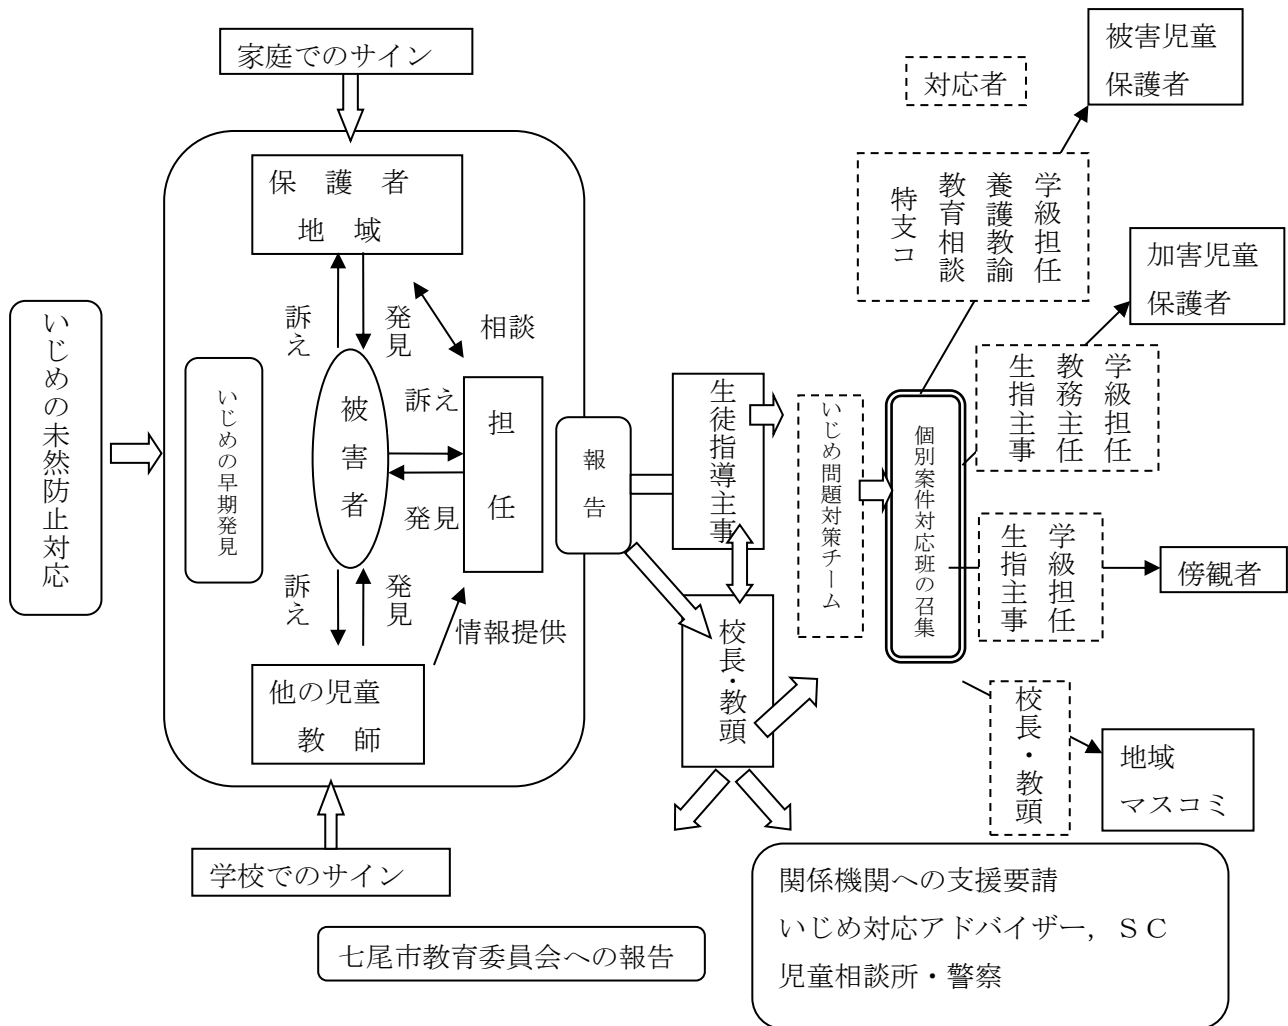 家庭でのサイン
保 護 者
地 域
訴え
発見
相談
いじめの未然防止対応
いじめの早期発見
被害者
訴え
発見
担任
訴え
発見
情報提供
他の児童
教 師
学校でのサイン
報告
生徒指導主事
校長・教頭
いじめ問題対策チーム
個別案件対応班の召集
対応者
被害児童
保護者
学級担任
養護教諭
教育相談
特支コ
加害児童
保護者
学級担任
教務主任
生指主事
学級担任
生指主事
傍観者
校長・教頭
地域
マスコミ
七尾市教育委員会への報告
関係機関への支援要請
いじめ対応アドバイザー，ＳＣ
児童相談所・警察